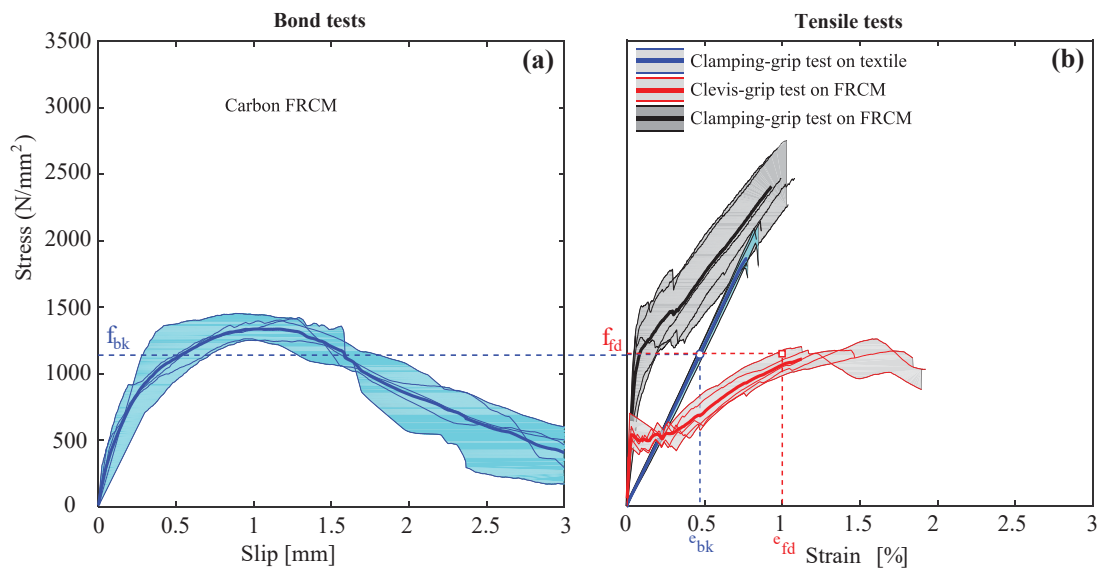 Bond tests
Tensile tests
3500
3000
2500
2000
1500
1000
500
0
Stress (N/mm²)
(a)
Carbon FRCM
f_bk
0
0.5
1
1.5
2
2.5
3
Slip [mm]
(b)
Clamping-grip test on textile
Clevis-grip test on FRCM
Clamping-grip test on FRCM
f_fd
0
0.5
1
1.5
2
2.5
3
e_bk
e_fd
Strain [%]